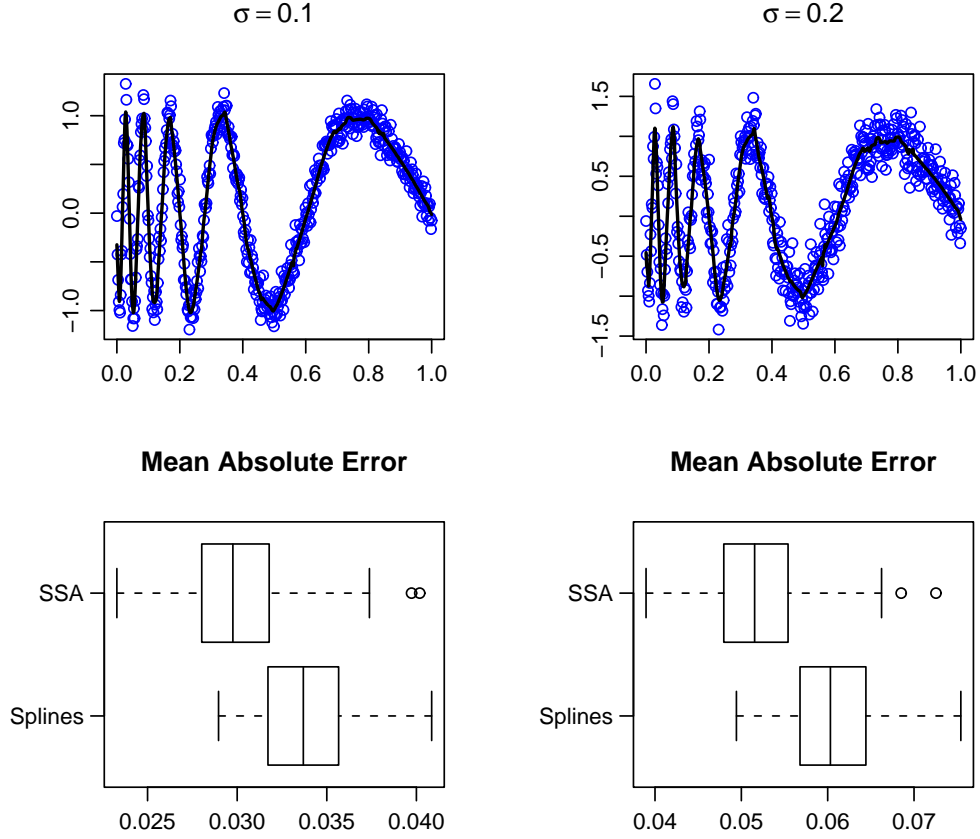 σ = 0.1
σ = 0.2
1.0
0.0
−1.0
0.0 0.2 0.4 0.6 0.8 1.0
1.5
0.5
−0.5
−1.5
0.0 0.2 0.4 0.6 0.8 1.0
Mean Absolute Error
Mean Absolute Error
SSA
Splines
0.025 0.030 0.035 0.040
SSA
Splines
0.04 0.05 0.06 0.07